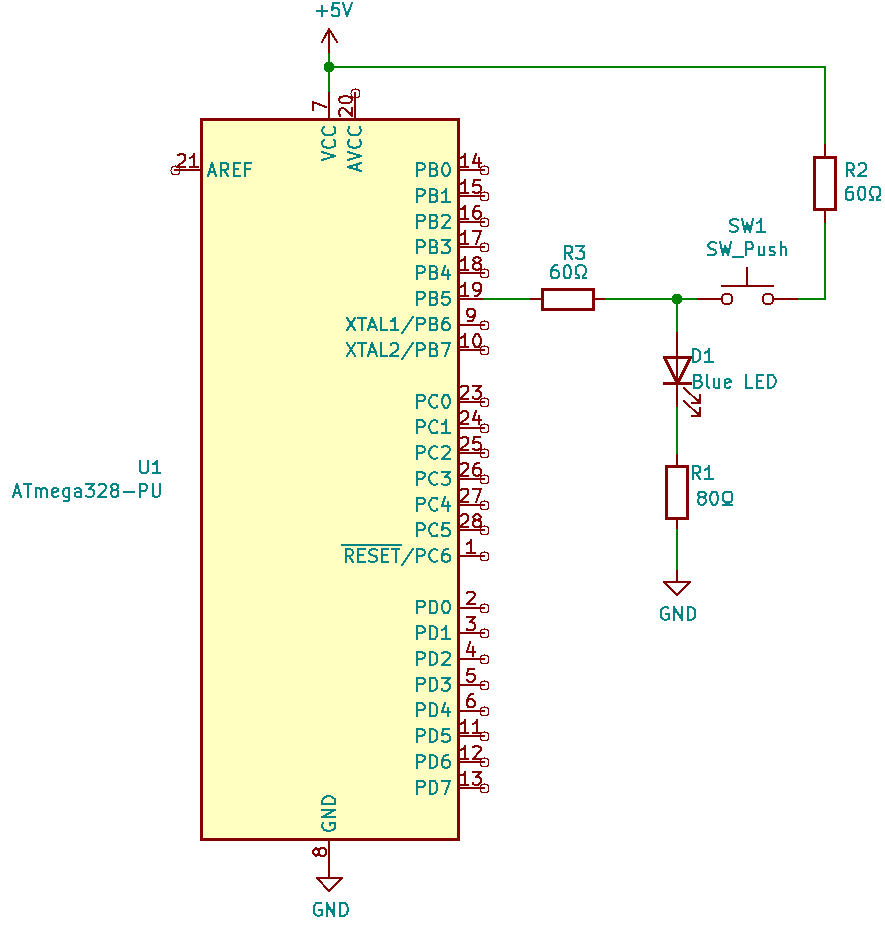 +5V
7
20
VCC
AVCC
21
AREF
PB0
14
PB1
15
PB2
16
PB3
17
PB4
18
PB5
19
XTAL1/PB6
9
XTAL2/PB7
10
PC0
23
PC1
24
PC2
25
PC3
26
PC4
27
PC5
28
RESET/PC6
1
PD0
2
PD1
3
PD2
4
PD3
5
PD4
6
PD5
11
PD6
12
PD7
13
U1
ATmega328-PU
GND
8
GND
R3
60Ω
SW1
SW_Push
R2
60Ω
D1
Blue LED
R1
80Ω
GND